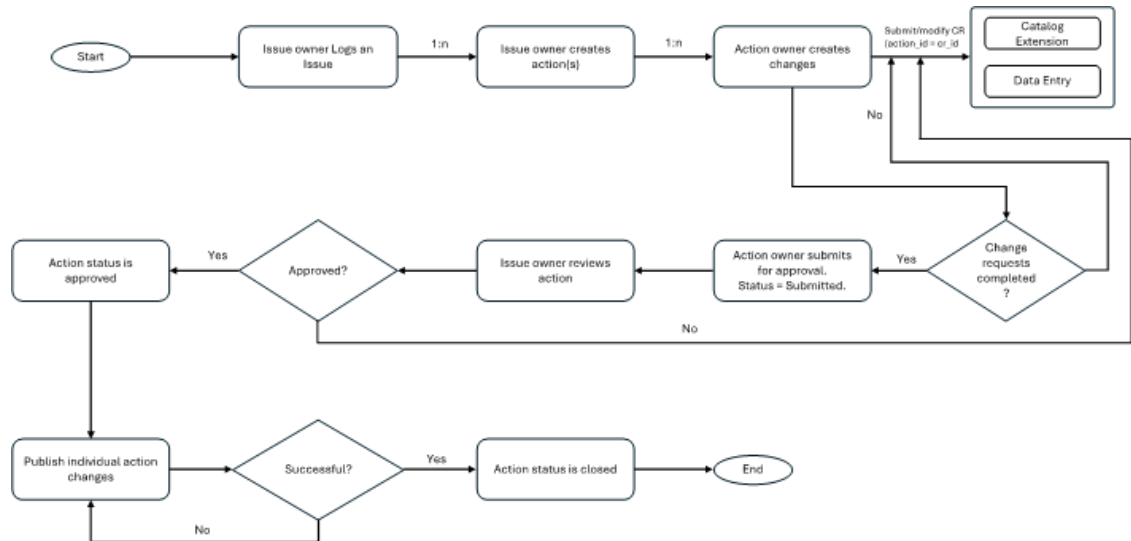 Start
Issue owner Logs an
Issue
1:n
Issue owner creates
action(s)
1:n
Action owner creates
changes
Submit/modify CR
(action_id = cr_id
Catalog
Extension
Data Entry
No
Action status is
approved
Yes
Approved?
Issue owner reviews
action
Action owner submits
for approval.
Status = Submitted.
Yes
Change
requests
completed
?
No
Publish individual action
changes
Successful?
Yes
Action status is closed
End
No